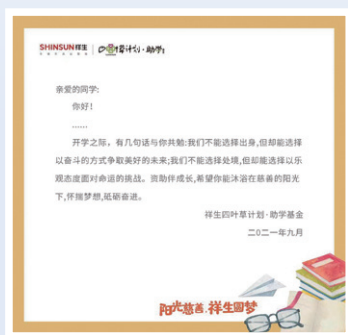 SHINSUN祥生 四叶草计划·助学
亲爱的同学:
你好！
……
开学之际。有几句话与你共勉:我们不能选择出身,但却能选择
以奋斗的方式争取美好的未来;我们不能选择处境,但却能选择以乐
观态度面对命运的挑战。资助伴成长,希望你能沐浴在慈善的阳光
下,怀揣梦想,砥砺奋进。
祥生四叶草计划·助学基金
二〇二一年九月
阳光慈善.祥生圆梦